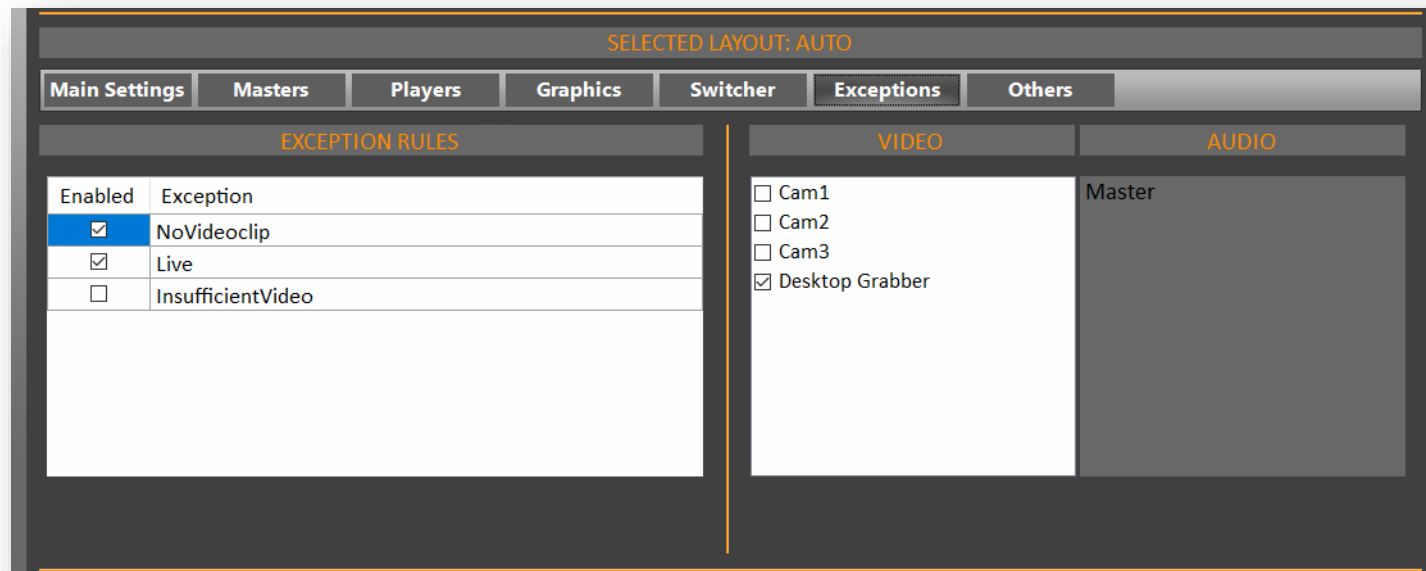 SELECTED LAYOUT: AUTO
Main Settings Masters Players Graphics Switcher Exceptions Others
EXCEPTION RULES
Enabled Exception
NoVideoclip
Live
InsufficientVideo
VIDEO
Cam1
Cam2
Cam3
Desktop Grabber
AUDIO
Master